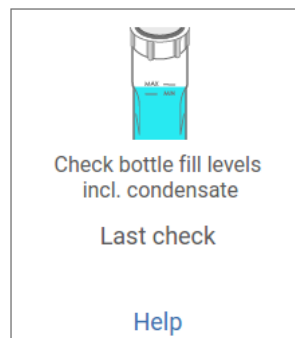 MAX
MIN
Check bottle fill levels
incl. condensate
Last check
Help